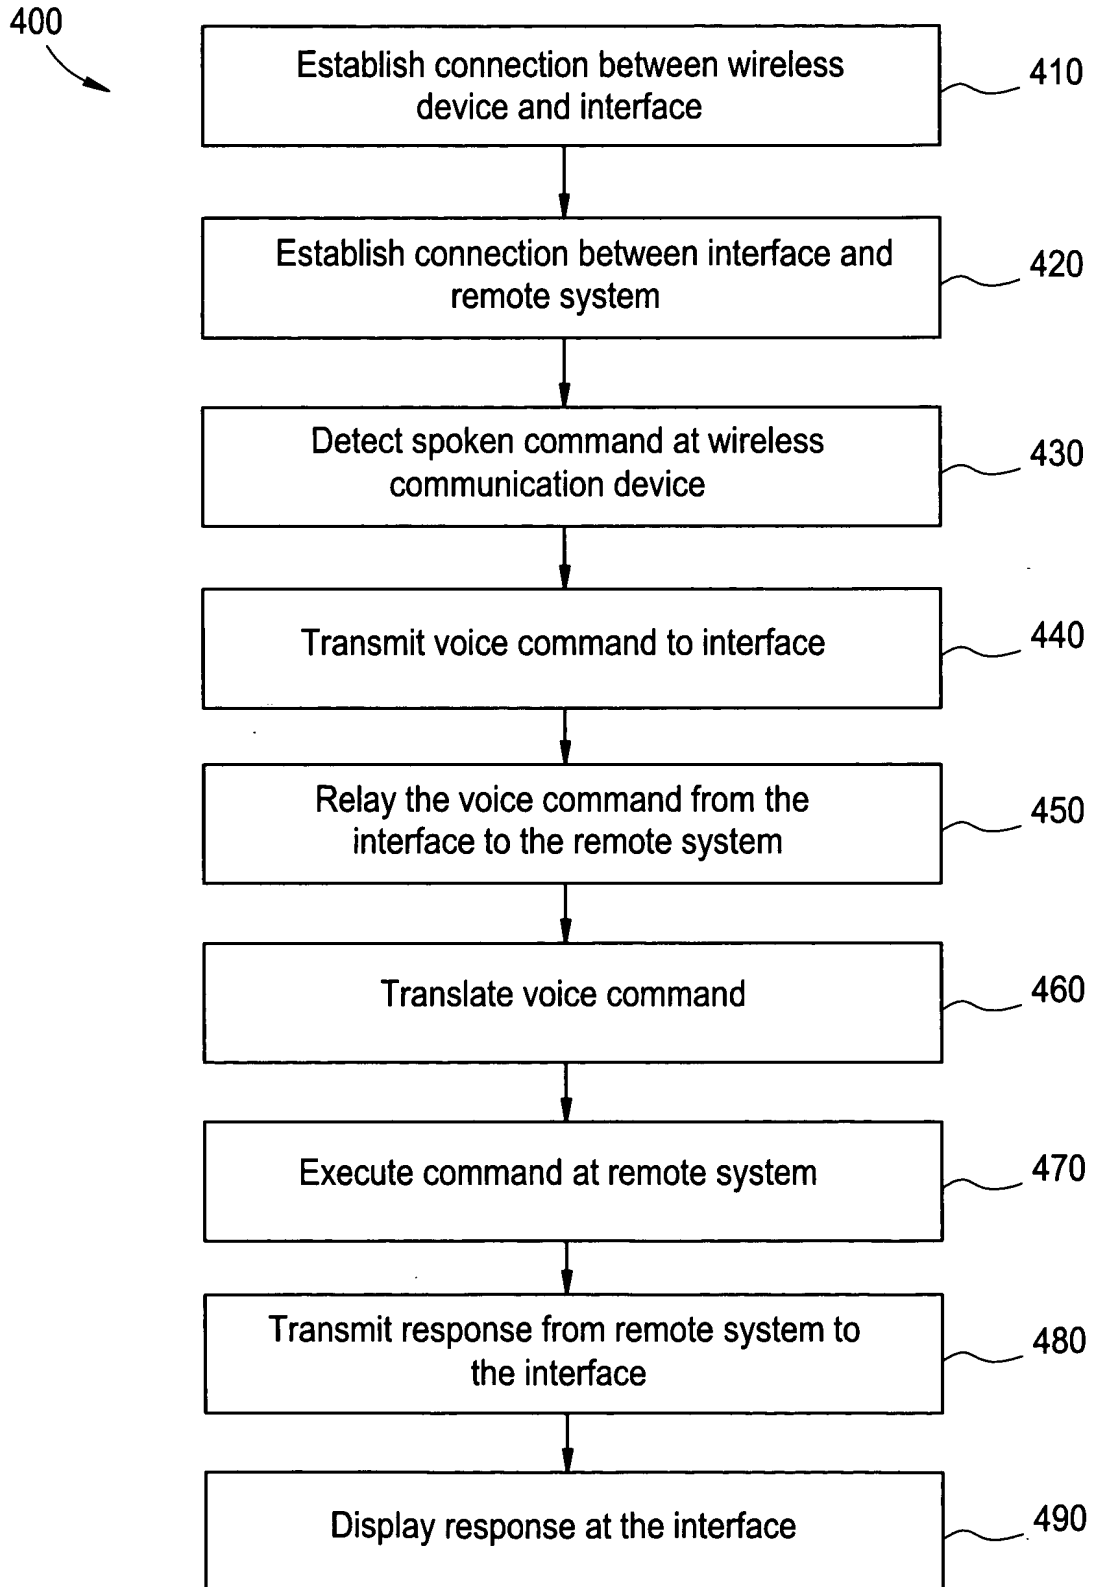 400
Establish connection between wireless
device and interface
410
Establish connection between interface and
remote system
420
Detect spoken command at wireless
communication device
430
Transmit voice command to interface
440
Relay the voice command from the
interface to the remote system
450
Translate voice command
460
Execute command at remote system
470
Transmit response from remote system to
the interface
480
Display response at the interface
490